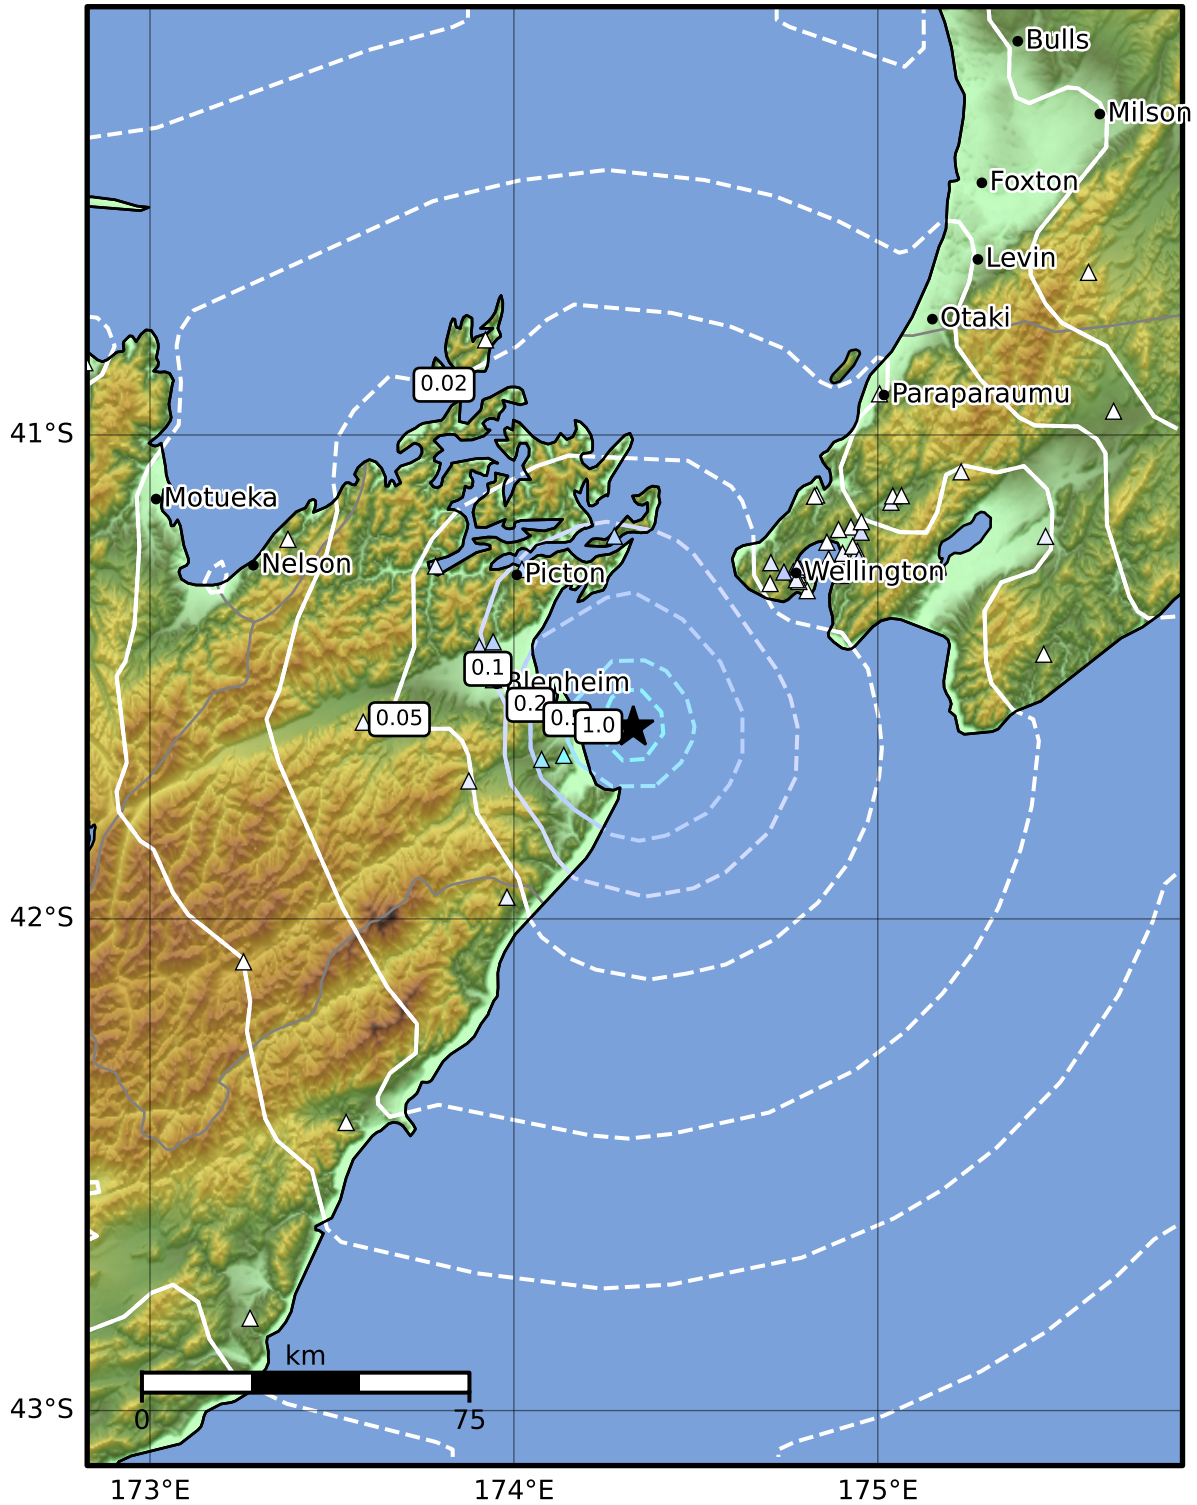 Bulls
Milson
Foxton
Levin
Otaki
0.02
Paraparaumu
41°S
Motueka
Nelson
Picton
Wellington
0.1
Blenheim
0.2
0.05
1.0
42°S
km
43°S
0
75
173°E
174°E
175°E